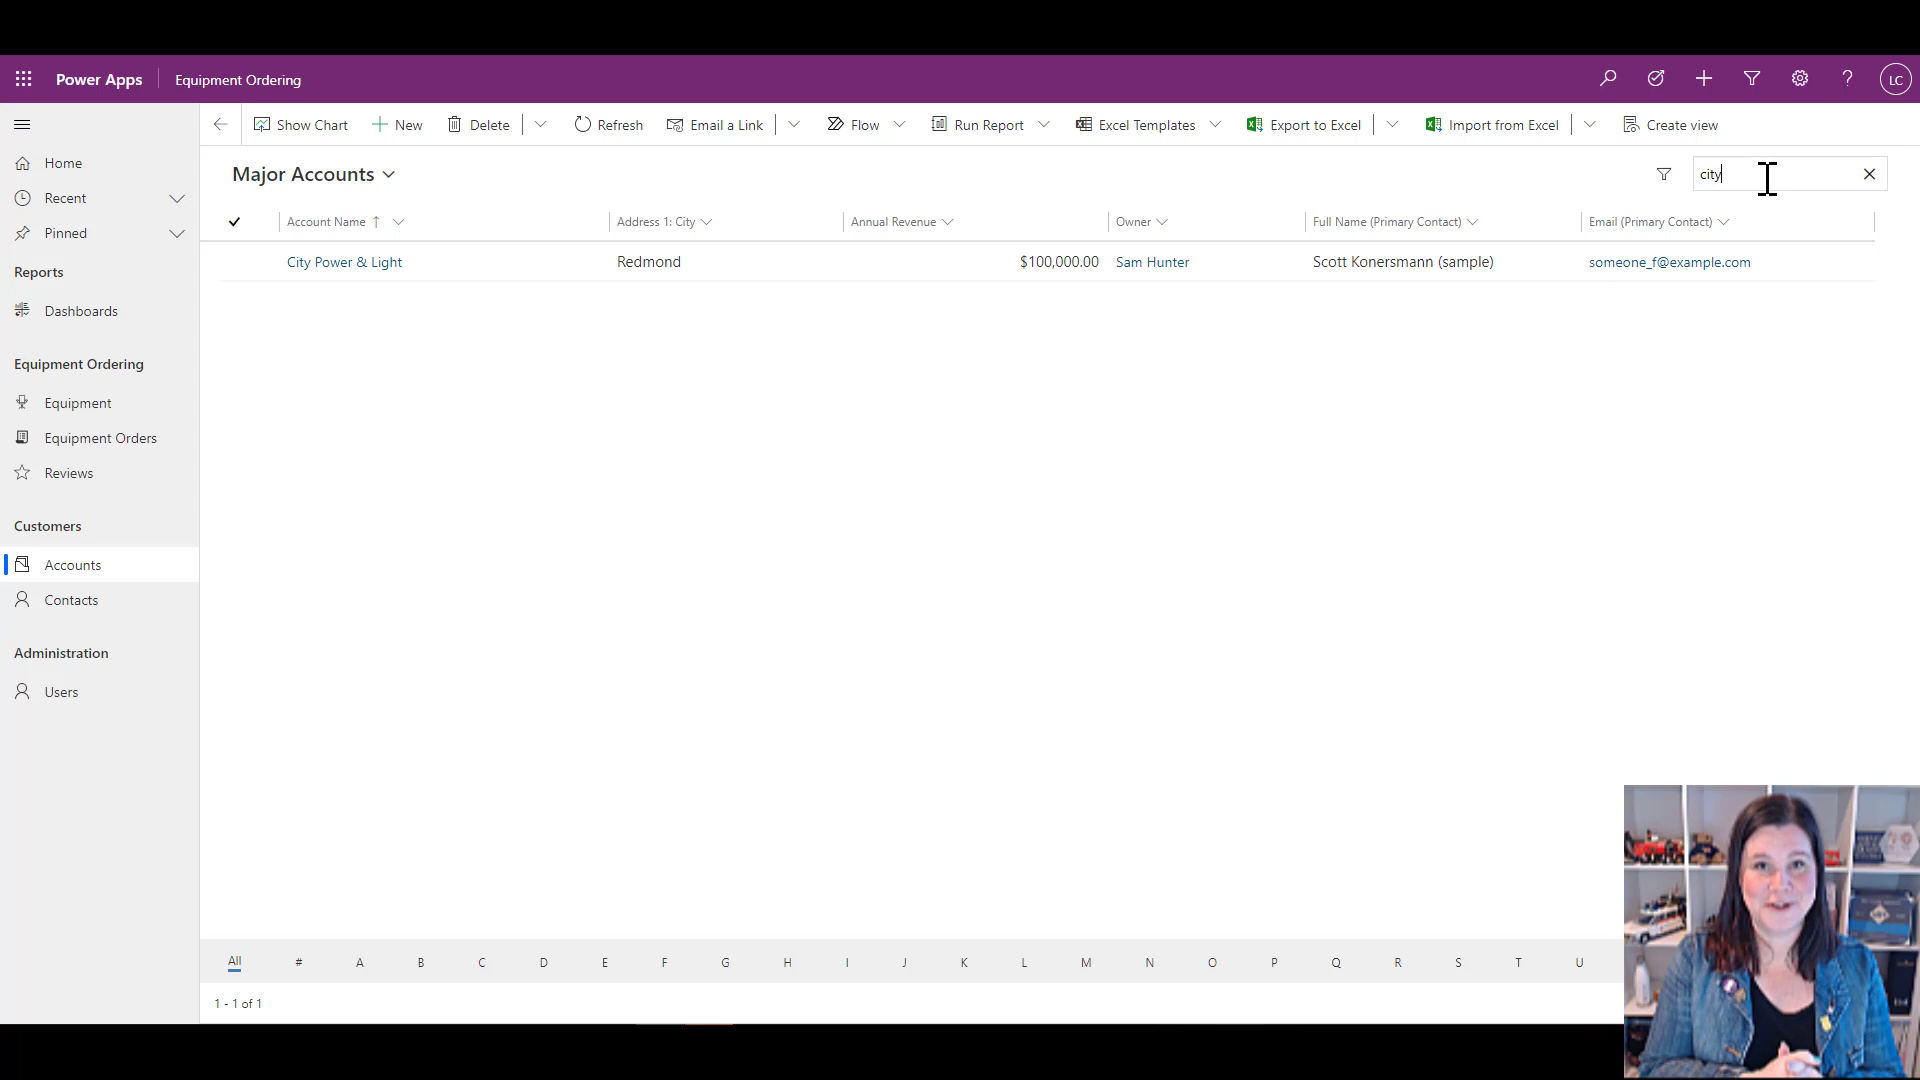 Power Apps Equipment Ordering LC
Show Chart New Delete Refresh Email a Link Flow Run Report Excel Templates Export to Excel Import from Excel Create view
Home
Recent
Pinned
Reports
Dashboards
Equipment Ordering
Equipment
Equipment Orders
Reviews
Customers
Accounts
Contacts
Administration
Users
Major Accounts city
Account Name Address 1: City Annual Revenue Owner Full Name (Primary Contact) Email (Primary Contact)
City Power & Light Redmond $100,000.00 Sam Hunter Scott Konersmann (sample) someone_f@example.com
All # A B C D E F G H I J K L M N O P Q R S T U
1 - 1 of 1